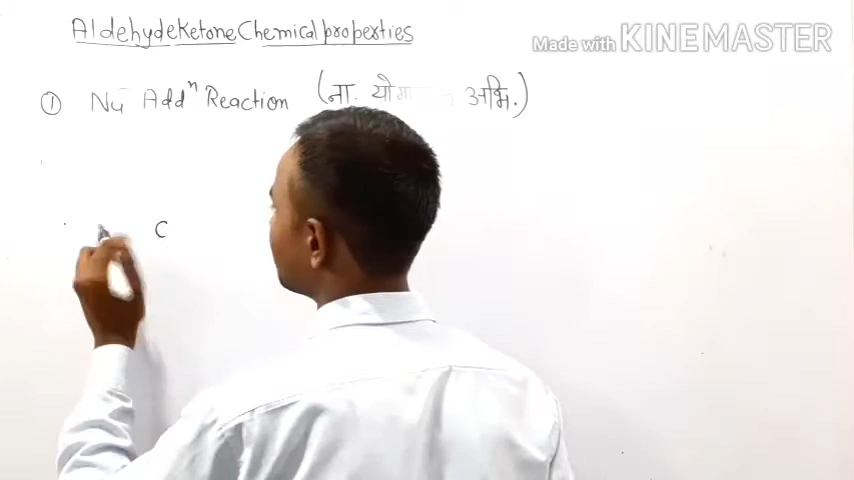 Aldehyde Ketone Chemical properties
Made with KINEMASTER
① Nu⁻ Addⁿ Reaction (ना. अभि.)
C